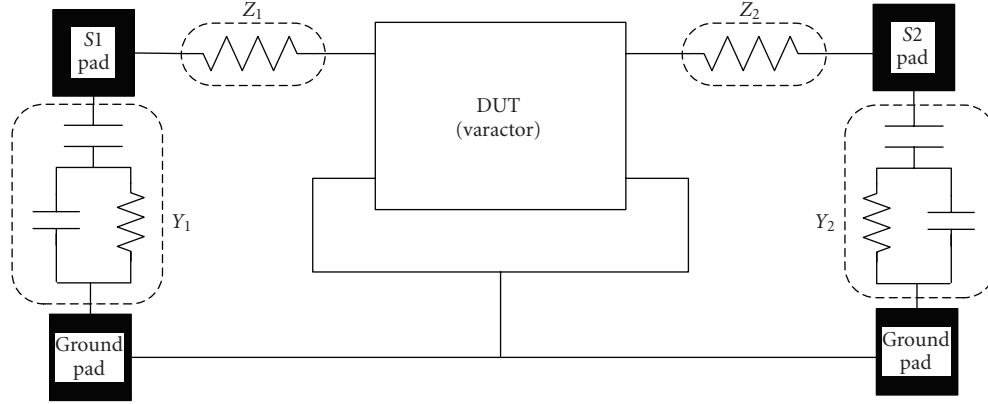 Z1
Z2
S1
pad
S2
pad
DUT
(varactor)
Y1
Y2
Ground
pad
Ground
pad